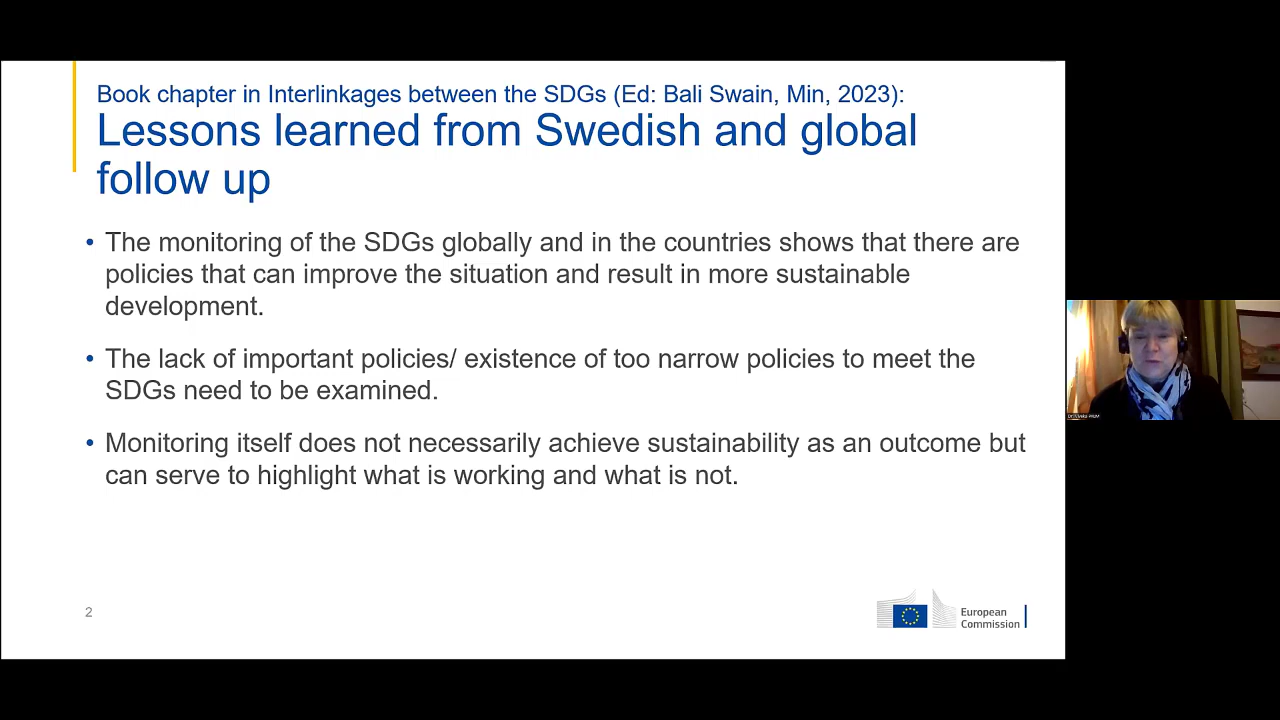 Book chapter in Interlinkages between the SDGs (Ed: Bali Swain, Min, 2023):
Lessons learned from Swedish and global
follow up
• The monitoring of the SDGs globally and in the countries shows that there are
policies that can improve the situation and result in more sustainable
development.
• The lack of important policies/ existence of too narrow policies to meet the
SDGs need to be examined.
• Monitoring itself does not necessarily achieve sustainability as an outcome but
can serve to highlight what is working and what is not.
2
European
Commission